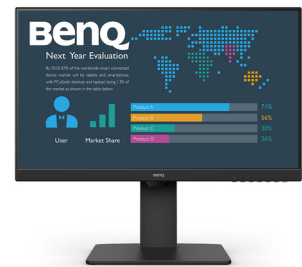 BenQ
Next Year Evaluation
By 2018 87% of the worldwide smart connected
device market will be tablets and smartphones
with PCs(both desktop and laptop) being 13% of
the market as shown in the table below:
Product A 71%
Product B 56%
Product C 30%
Product D 26%
User Market Share
BenQ